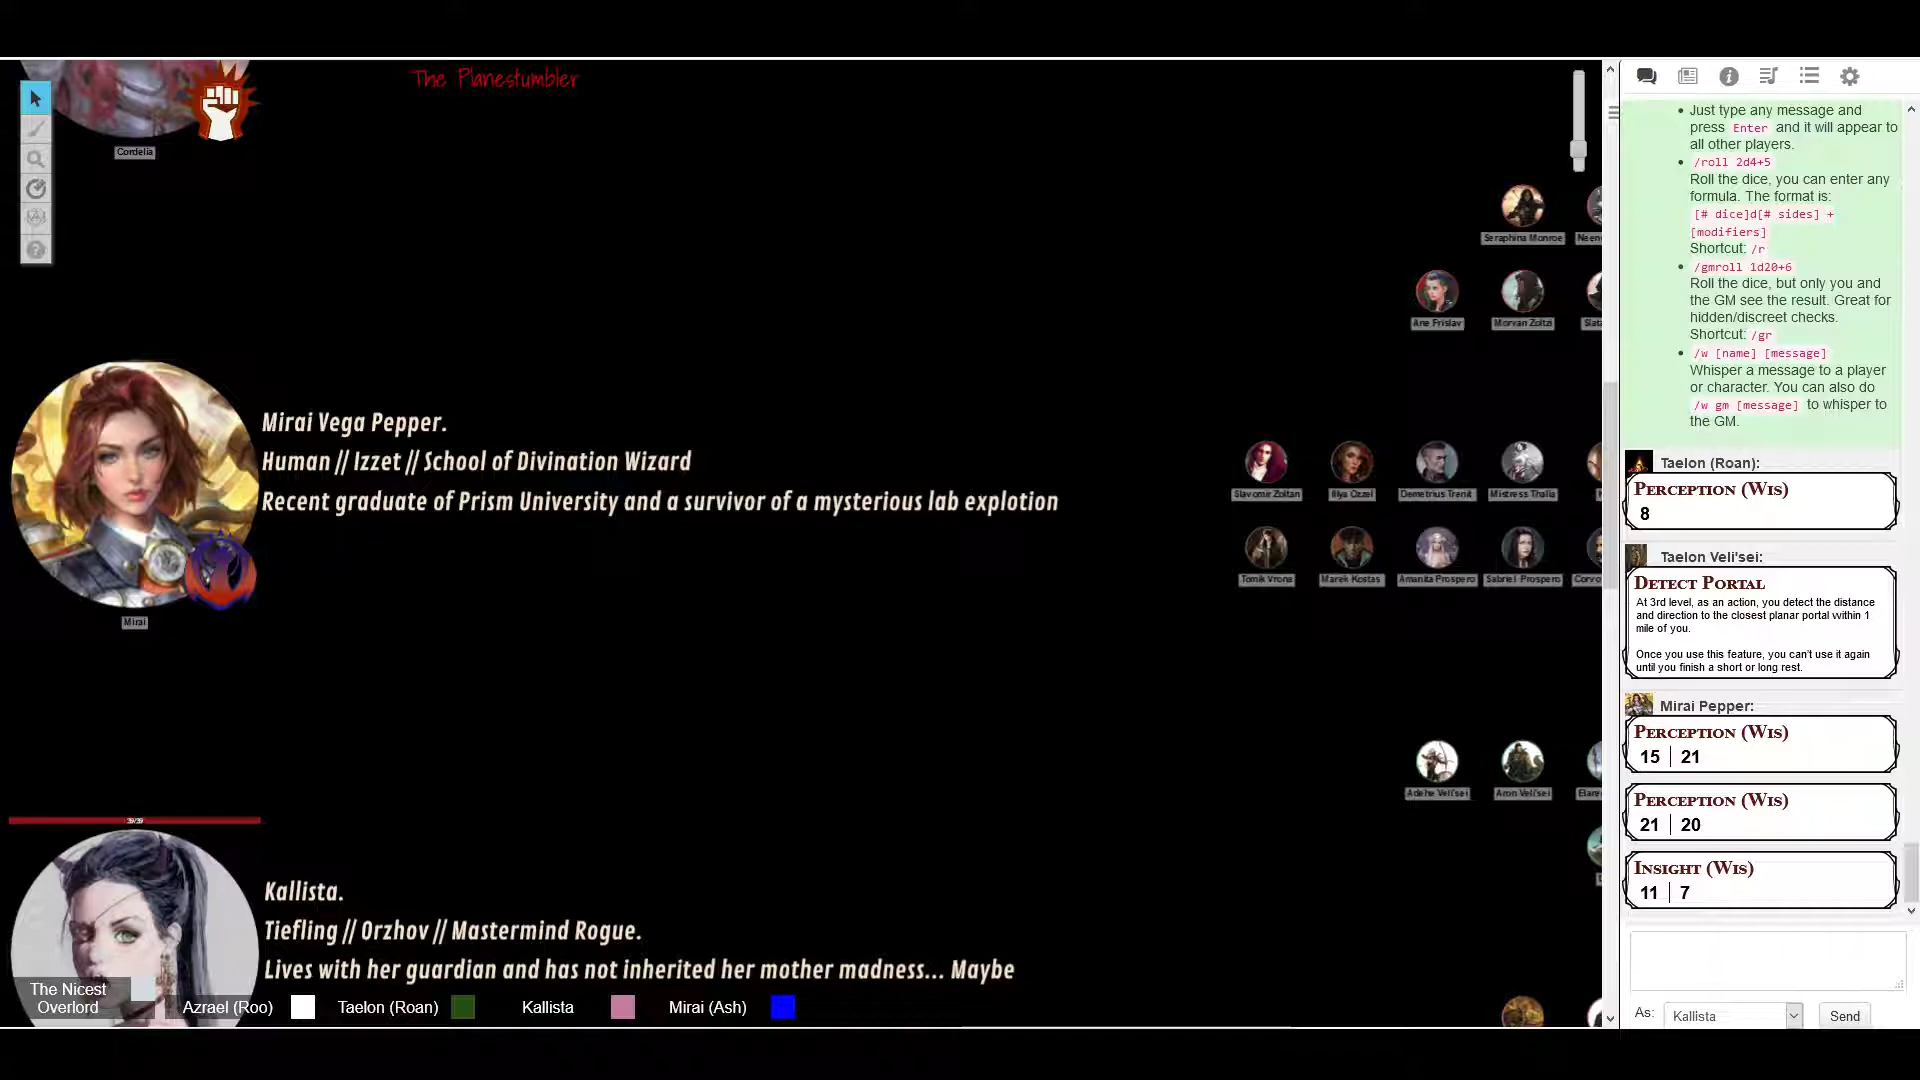 The Planestumbler
Cordelia
Mirai Vega Pepper.
Human // Izzet // School of Divination Wizard
Recent graduate of Prism University and a survivor of a mysterious lab explotion
Mirai
39/39
Kallista.
Tiefling // Orzhov // Mastermind Rogue.
Lives with her guardian and has not inherited her mother madness... Maybe
The Nicest
Overlord
Azrael (Roo)
Taelon (Roan)
Kallista
Mirai (Ash)
Seraphina Monroe
Ane Frislav
Morvan Zoltzi
Slavomir Zoltan
Illya Ozzel
Demetrius Trenit
Mistress Thalia
Tomik Vrona
Marek Kostas
Amanita Prospero
Sabriel Prospero
Corvo
Adehe Veli'sei
Aron Veli'sei
• Just type any message and
press Enter and it will appear to
all other players.
• /roll 2d4+5
Roll the dice, you can enter any
formula. The format is:
[# dice]d[# sides] +
[modifiers]
Shortcut: /r
• /gmroll 1d20+6
Roll the dice, but only you and
the GM see the result. Great for
hidden/discreet checks.
Shortcut: /gr
• /w [name] [message]
Whisper a message to a player
or character. You can also do
/w gm [message] to whisper to
the GM.
Taelon (Roan):
Perception (Wis)
8
Taelon Veli'sei:
Detect Portal
At 3rd level, as an action, you detect the distance
and direction to the closest planar portal within 1
mile of you.
Once you use this feature, you can't use it again
until you finish a short or long rest.
Mirai Pepper:
Perception (Wis)
15 | 21
Perception (Wis)
21 | 20
Insight (Wis)
11 | 7
As:
Kallista
Send